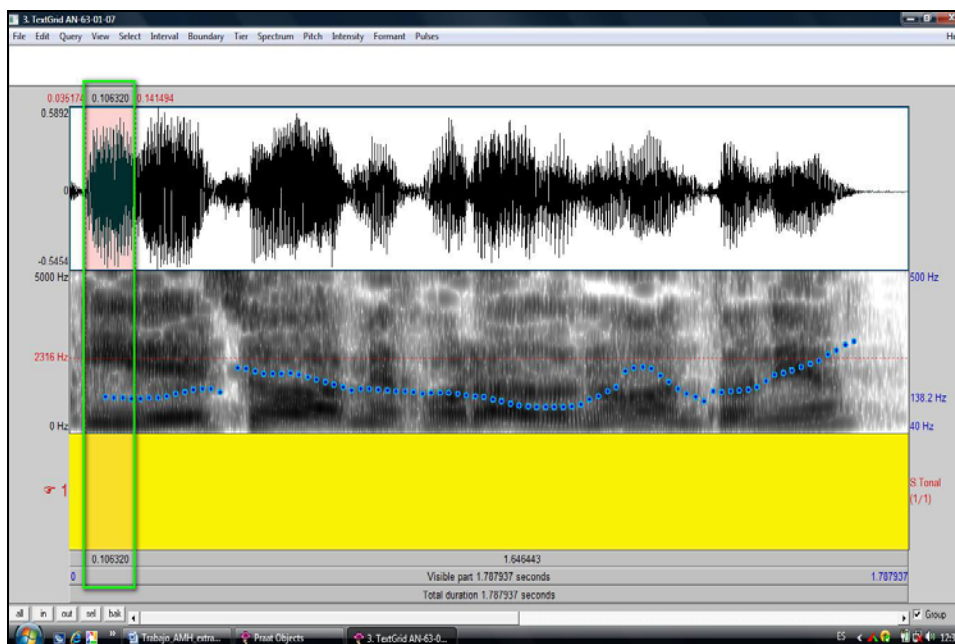 3. TextGrid AN-63-01-07
File Edit Query View Select Interval Boundary Tier Spectrum Pitch Intensity Formant Pulses He
0.035174 0.106320 0.141494
0.5892
0
-0.5454
5000 Hz 500 Hz
2316 Hz
138.2 Hz
0 Hz 40 Hz
1 S Tonal
(1/1)
0.106320 1.646443
0 Visible part 1.787937 seconds 1.787937
Total duration 1.787937 seconds
all in out sel bak Group
Trabajo_AMH_extra... Praat Objects 3. TextGrid AN-63-0... ES